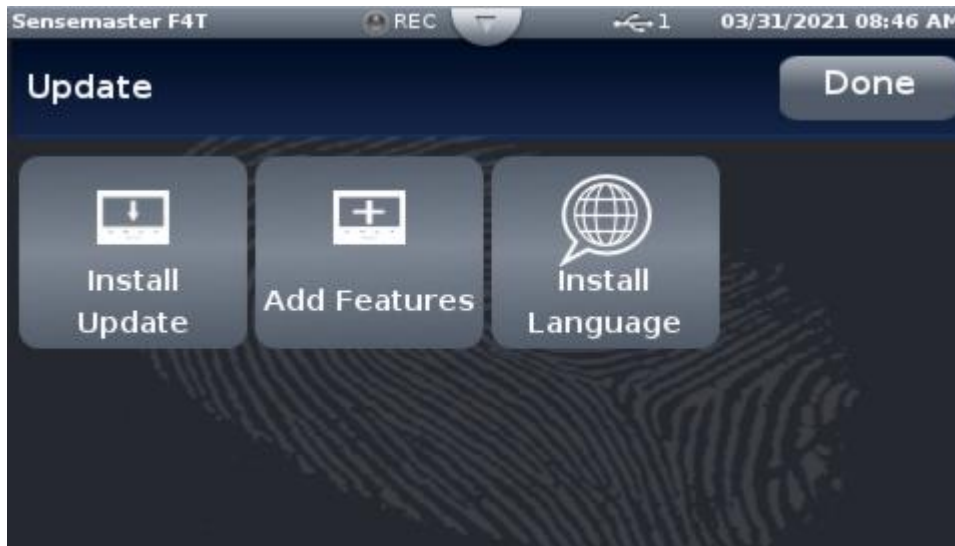 Sensemaster F4T REC 1 03/31/2021 08:46 AM
Update Done
Install Update
Add Features
Install Language